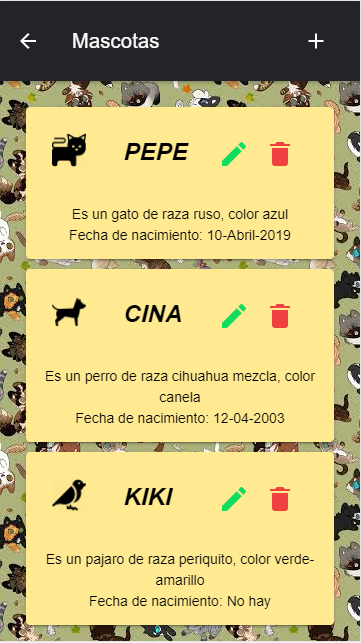 Mascotas
PEPE
Es un gato de raza ruso, color azul
Fecha de nacimiento: 10-Abril-2019
CINA
Es un perro de raza cihuahua mezcla, color
canela
Fecha de nacimiento: 12-04-2003
KIKI
Es un pajaro de raza periquito, color verde-
amarillo
Fecha de nacimiento: No hay